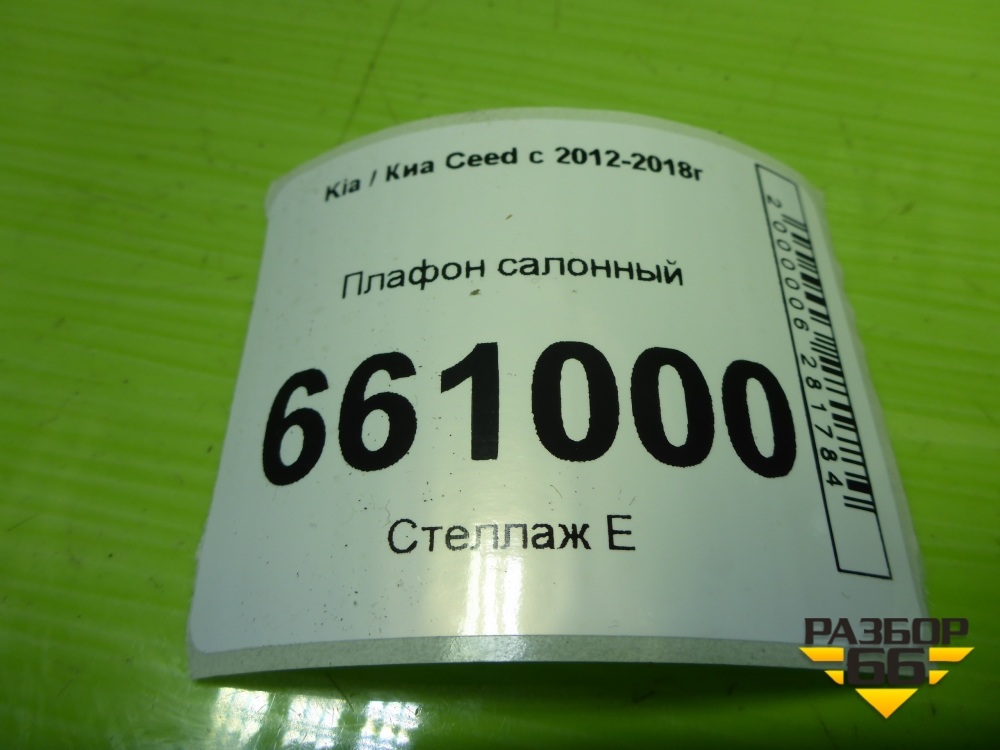 Kia / Киа Ceed с 2012-2018г
Плафон салонный
661000
Стеллаж Е
2000006281784
РАЗБОР
66